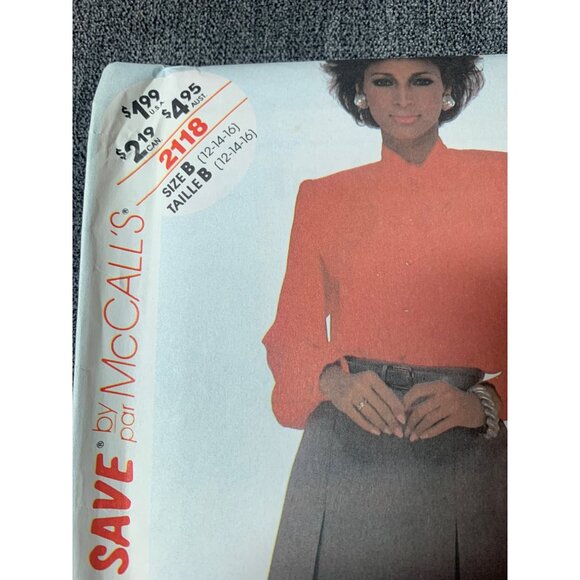 $1.99 U.S.A. $4.95 AUST
$2.49 CAN
2118
SIZE B (12-14-16)
TAILLE B (12-14-16)
SAVE® by McCALL'S®
par